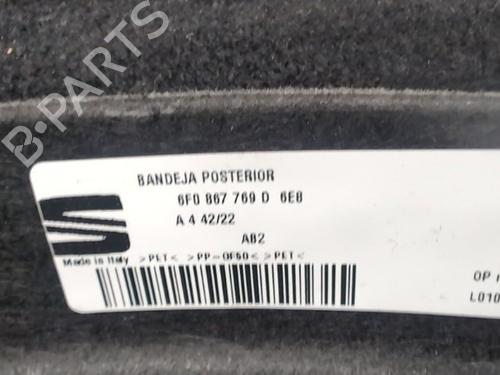 B-PARTS
BANDEJA POSTERIOR
6F0 867 769 D 6E8
A 4 42/22
AB2
Made in Italy >PET< >PP-GF50< >PET<
OP
L010